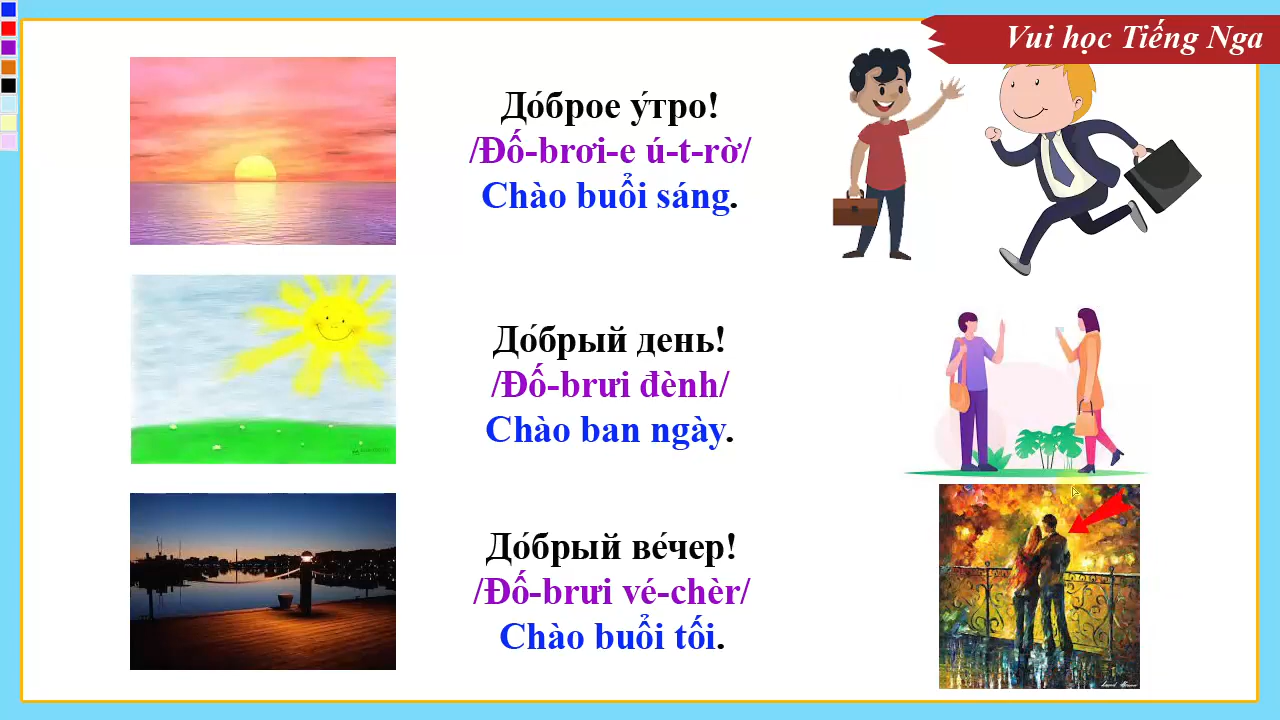 Vui học Tiếng Nga
До́брое у́тро!
/Đố-brơi-e ú-t-rờ/
Chào buổi sáng.
До́брый день!
/Đố-brưi đènh/
Chào ban ngày.
До́брый ве́чер!
/Đố-brưi vé-chèr/
Chào buổi tối.